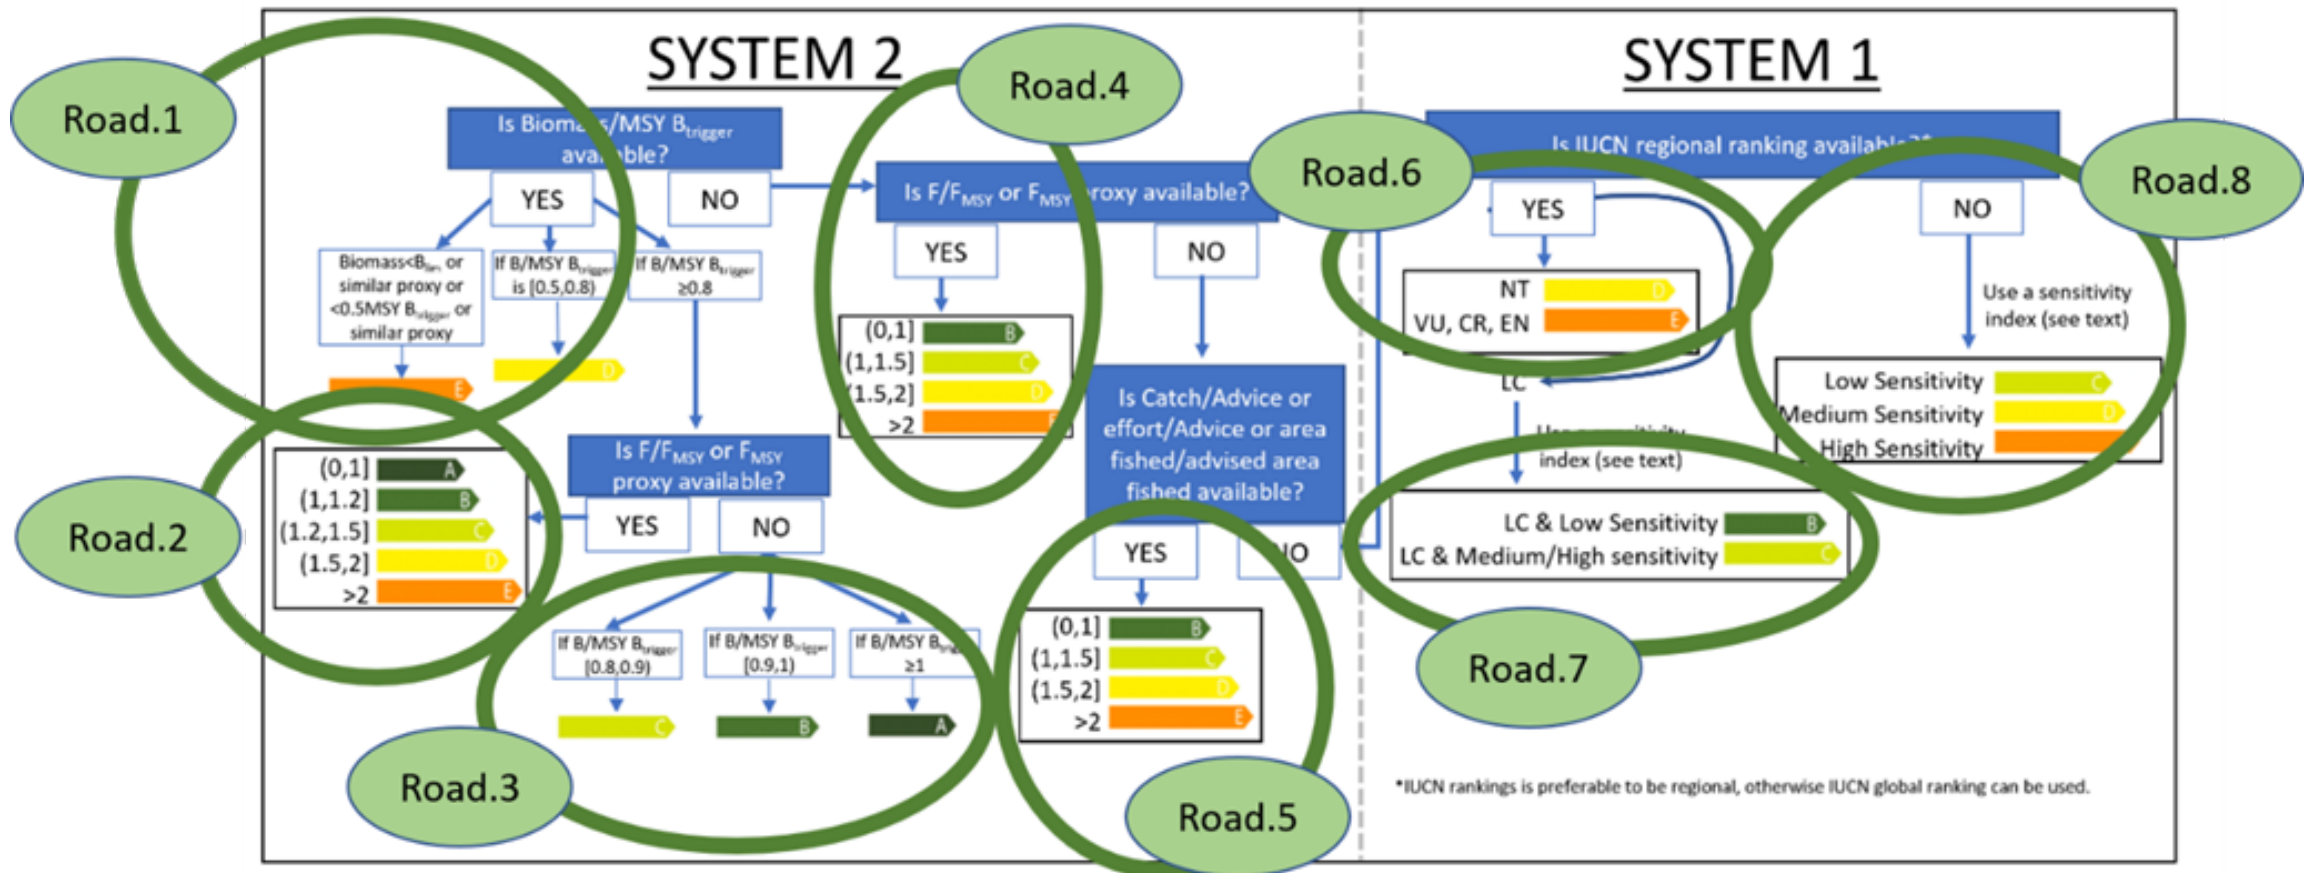 SYSTEM 2
SYSTEM 1
Road.1
Road.4
Road.6
Road.8
Is Biomass/MSY Btrigger
available?
YES
NO
Biomass<Blim or
similar proxy or
<0.5MSY Btrigger or
similar proxy
E
If B/MSY Btrigger
is [0.5,0.8)
D
If B/MSY Btrigger
≥0.8
Is F/FMSY or FMSY
proxy available?
YES
NO
Road.2
(0,1] A
(1,1.2] B
(1.2,1.5] C
(1.5,2] D
>2 E
Road.3
If B/MSY Btrigger
[0.8,0.9)
C
If B/MSY Btrigger
[0.9,1)
B
If B/MSY Btrigger
≥1
A
Is F/FMSY or FMSY proxy available?
YES
NO
(0,1] B
(1,1.5] C
(1.5,2] D
>2 E
Is Catch/Advice or
effort/Advice or area
fished/advised area
fished available?
YES
NO
(0,1] B
(1,1.5] C
(1.5,2] D
>2 E
Road.5
Is IUCN regional ranking available?*
YES
NO
NT D
VU, CR, EN E
LC
Use a sensitivity
index (see text)
LC & Low Sensitivity B
LC & Medium/High sensitivity C
Road.7
Use a sensitivity
index (see text)
Low Sensitivity C
Medium Sensitivity D
High Sensitivity
*IUCN rankings is preferable to be regional, otherwise IUCN global ranking can be used.